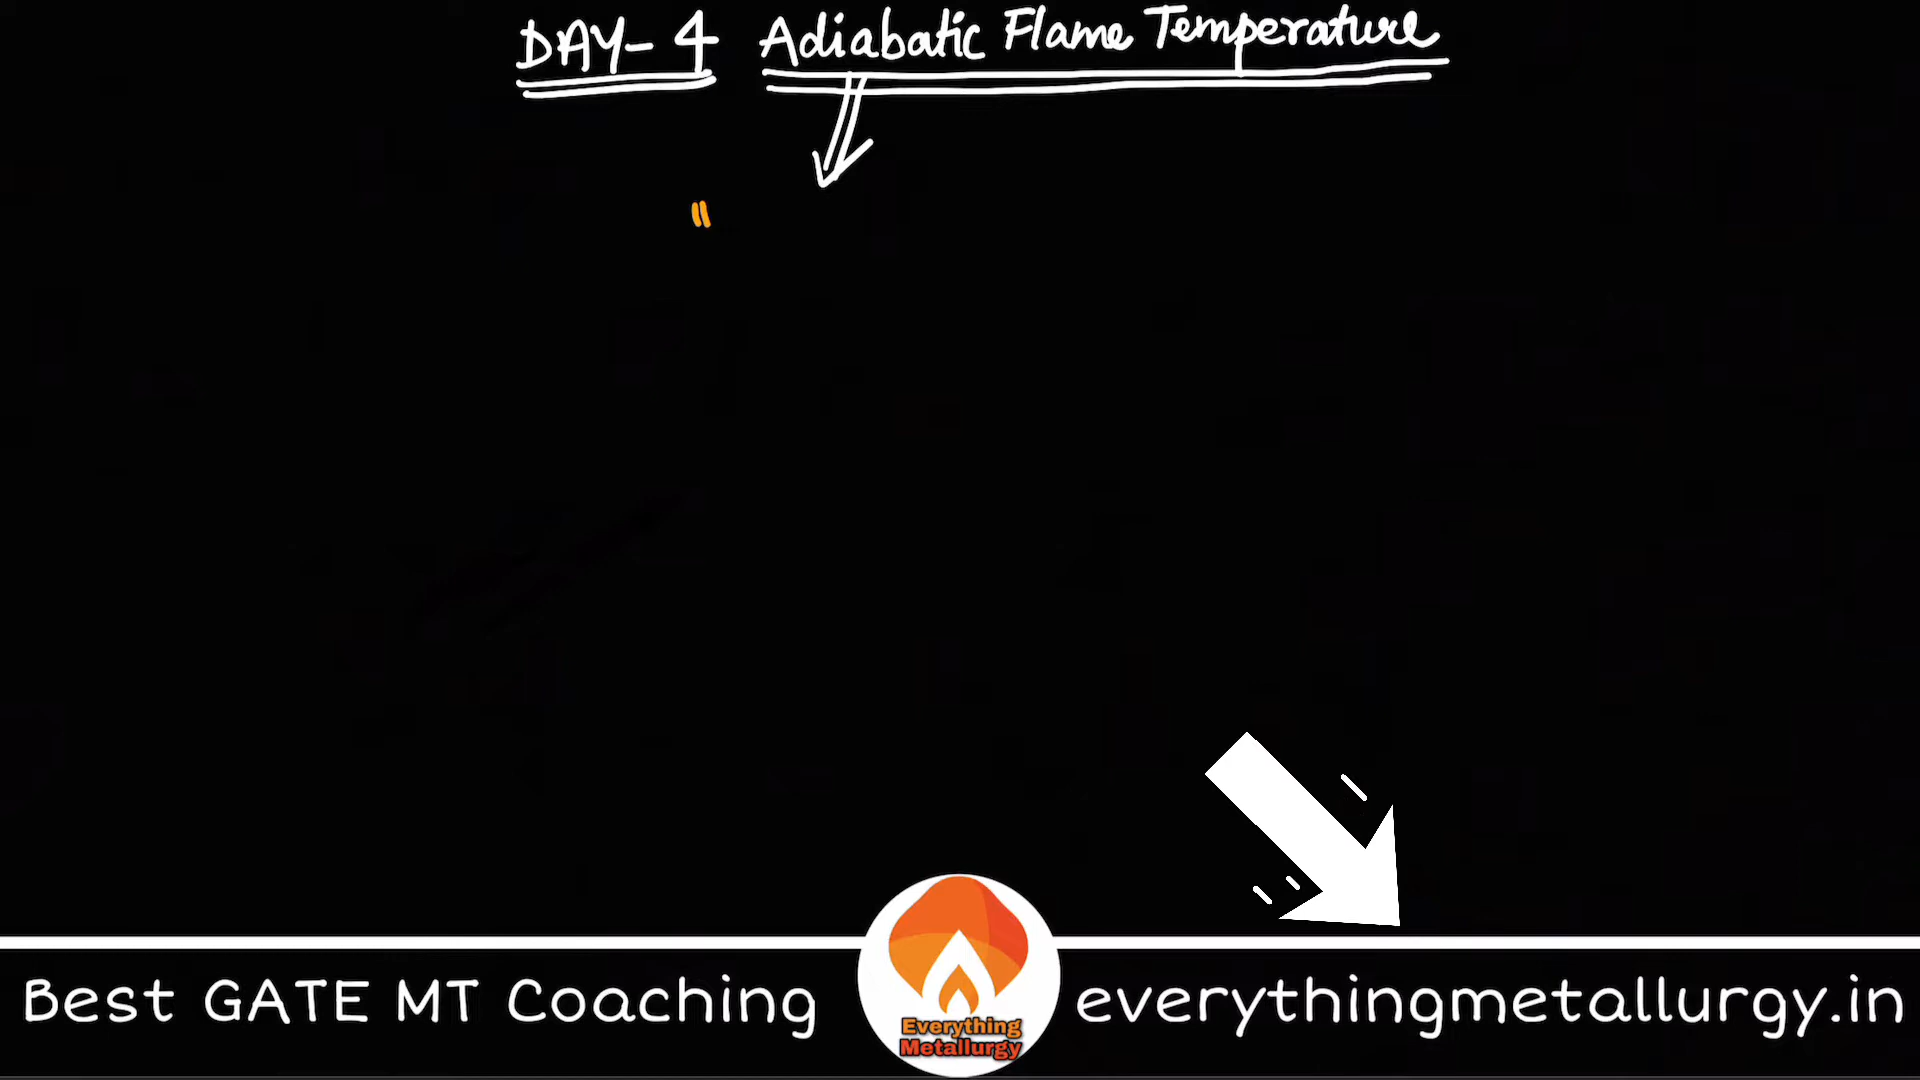 DAY-4 Adiabatic Flame Temperature
"
Best GATE MT Coaching
Everything
Metallurgy
everythingmetallurgy.in